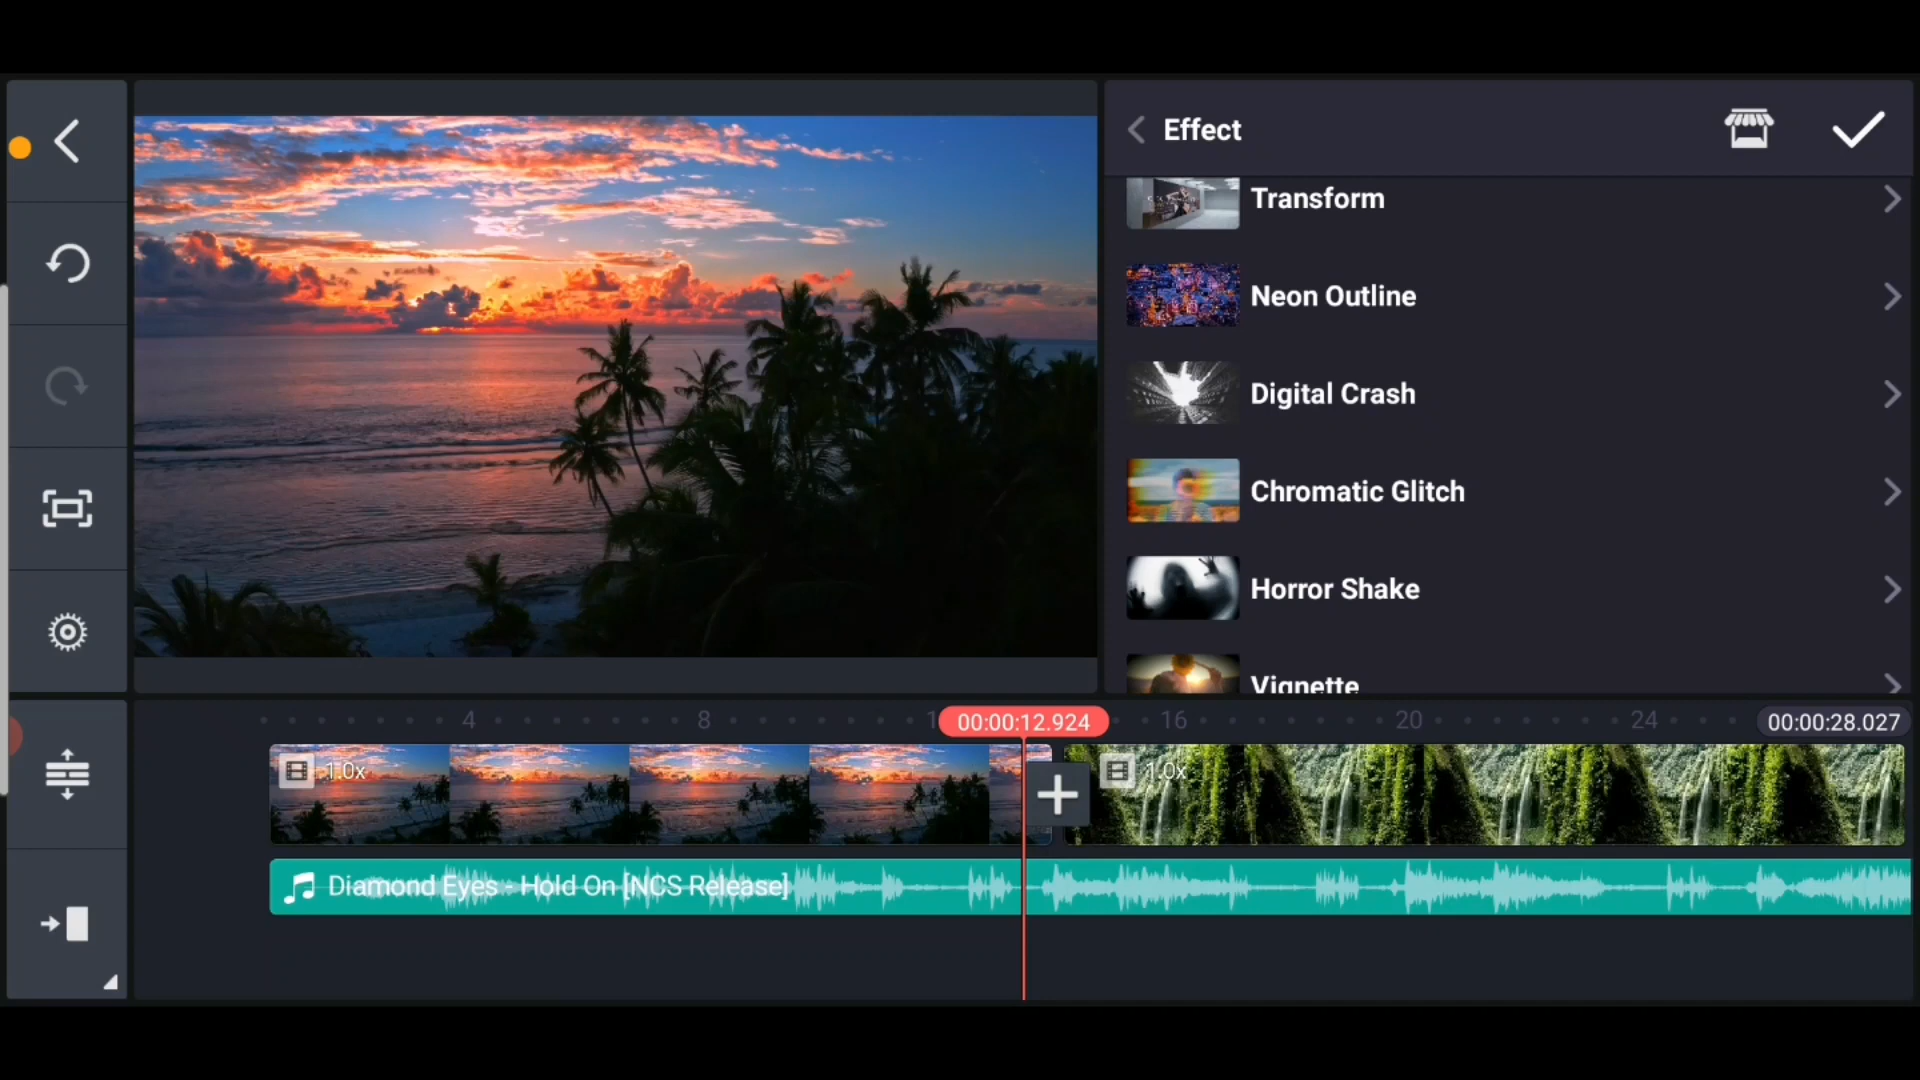 Effect
Transform
Neon Outline
Digital Crash
Chromatic Glitch
Horror Shake
Vignette
4
8
1
00:00:12.924
16
20
24
00:00:28.027
1.0x
1.0x
Diamond Eyes - Hold On [NCS Release]